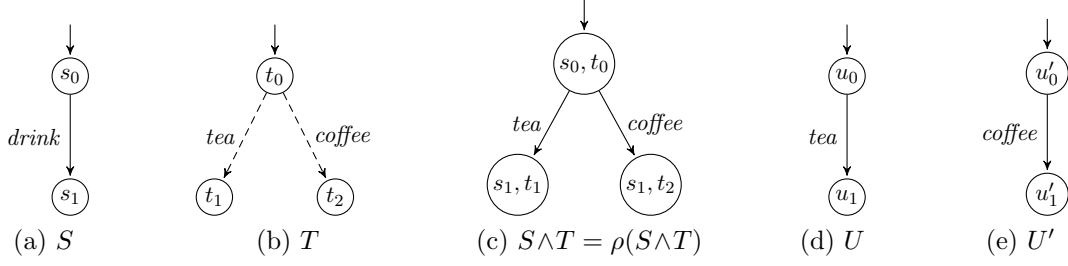 s₀
drink
s₁
(a) S
t₀
tea
coffee
t₁
t₂
(b) T
s₀, t₀
tea
coffee
s₁, t₁
s₁, t₂
(c) S∧T = ρ(S∧T)
u₀
tea
u₁
(d) U
u′₀
coffee
u′₁
(e) U′